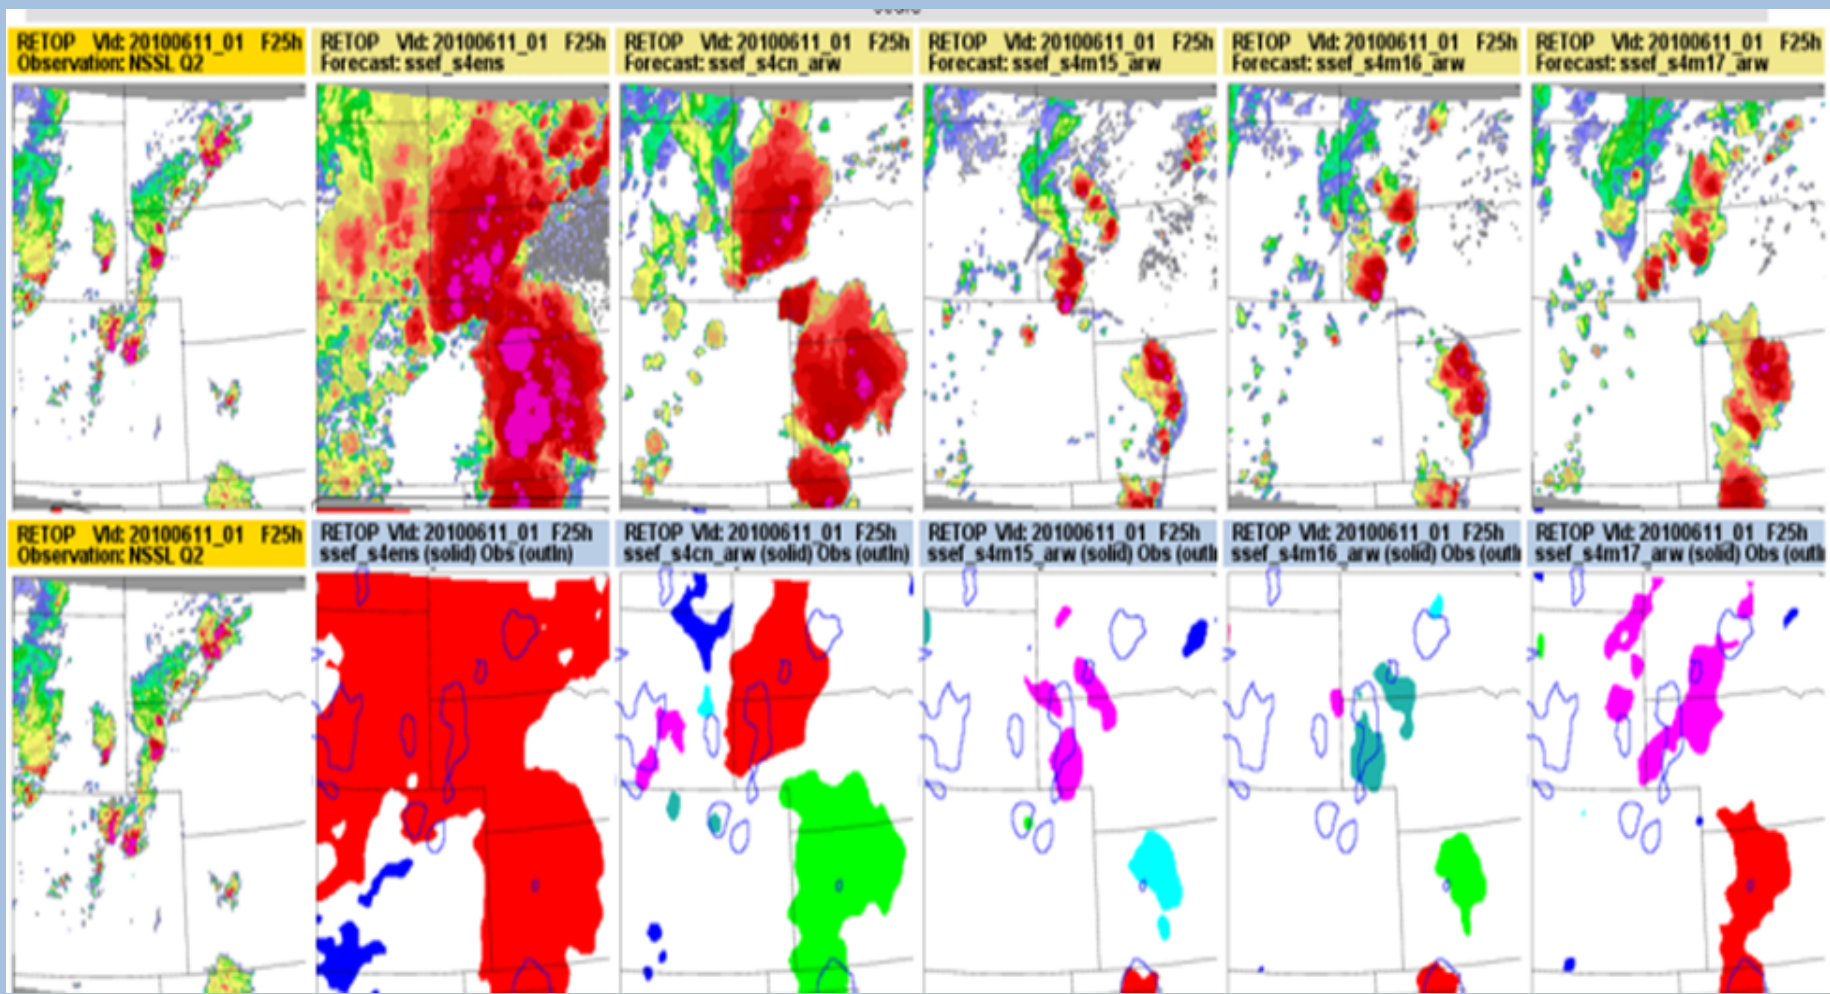 RETOP Vld: 20100611_01 F25h
Observation: NSSL Q2
RETOP Vld: 20100611_01 F25h
Forecast: ssef_s4ens
RETOP Vld: 20100611_01 F25h
Forecast: ssef_s4cn_arw
RETOP Vld: 20100611_01 F25h
Forecast: ssef_s4m15_arw
RETOP Vld: 20100611_01 F25h
Forecast: ssef_s4m16_arw
RETOP Vld: 20100611_01 F25h
Forecast: ssef_s4m17_arw
RETOP Vld: 20100611_01 F25h
Observation: NSSL Q2
RETOP Vld: 20100611_01 F25h
ssef_s4ens (solid) Obs (outln)
RETOP Vld: 20100611_01 F25h
ssef_s4cn_arw (solid) Obs (outln)
RETOP Vld: 20100611_01 F25h
ssef_s4m15_arw (solid) Obs
RETOP Vld: 20100611_01 F25h
ssef_s4m16_arw (solid) Obs
RETOP Vld: 20100611_01 F25h
ssef_s4m17_arw (solid) Obs